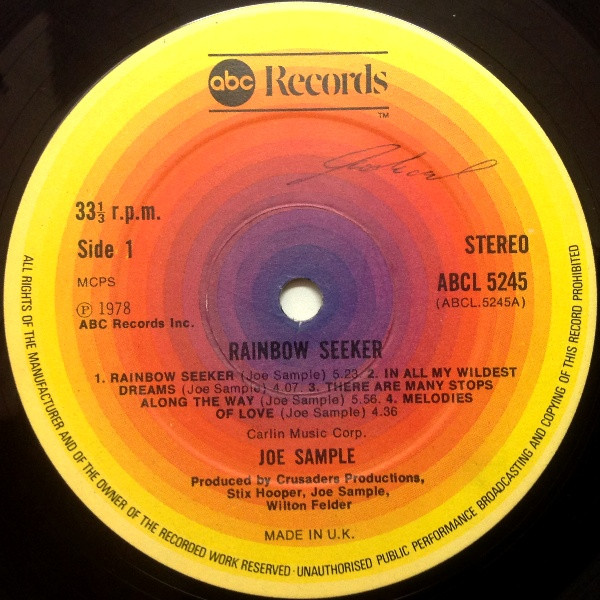 abc Records
TM
33⅓ r.p.m.
Side 1
STEREO
MCPS
ABCL 5245
(ABCL.5245A)
Ⓟ 1978
ABC Records Inc.
RAINBOW SEEKER
1. RAINBOW SEEKER (Joe Sample) 5.23 2. IN ALL MY WILDEST
DREAMS (Joe Sample) 4.07. 3. THERE ARE MANY STOPS
ALONG THE WAY (Joe Sample) 5.56. 4. MELODIES
OF LOVE (Joe Sample) 4.36
Carlin Music Corp.
JOE SAMPLE
Produced by Crusaders Productions,
Stix Hooper, Joe Sample,
Wilton Felder
MADE IN U.K.
ALL RIGHTS OF THE MANUFACTURER AND OF THE OWNER OF THE RECORDED WORK RESERVED · UNAUTHORISED PUBLIC PERFORMANCE BROADCASTING AND COPYING OF THIS RECORD PROHIBITED